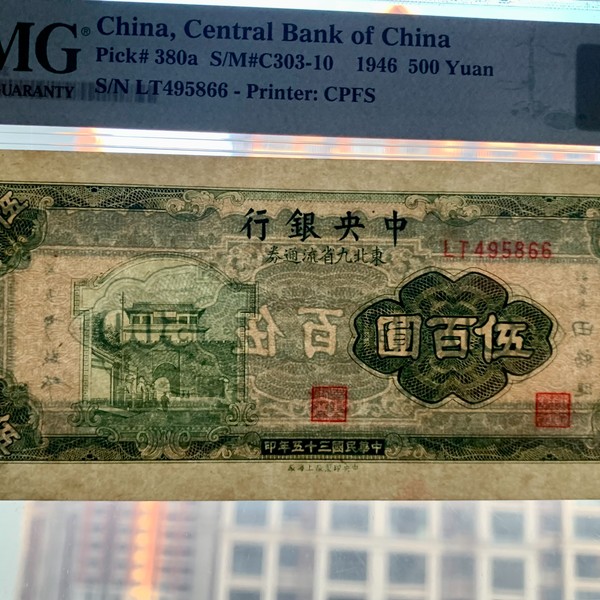 MG®
GUARANTY
China, Central Bank of China
Pick# 380a S/M#C303-10 1946 500 Yuan
S/N LT495866 - Printer: CPFS
中央銀行
東北九省流通券
LT495866
伍百圓
中華民國三十五年印